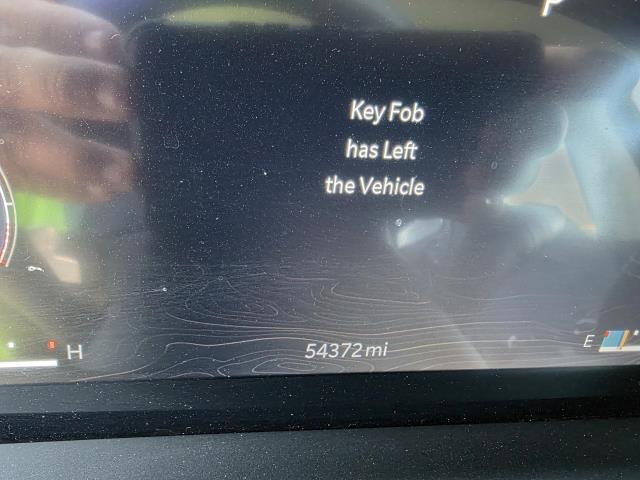 P
Key Fob
has Left
the Vehicle
H
54372 mi
E